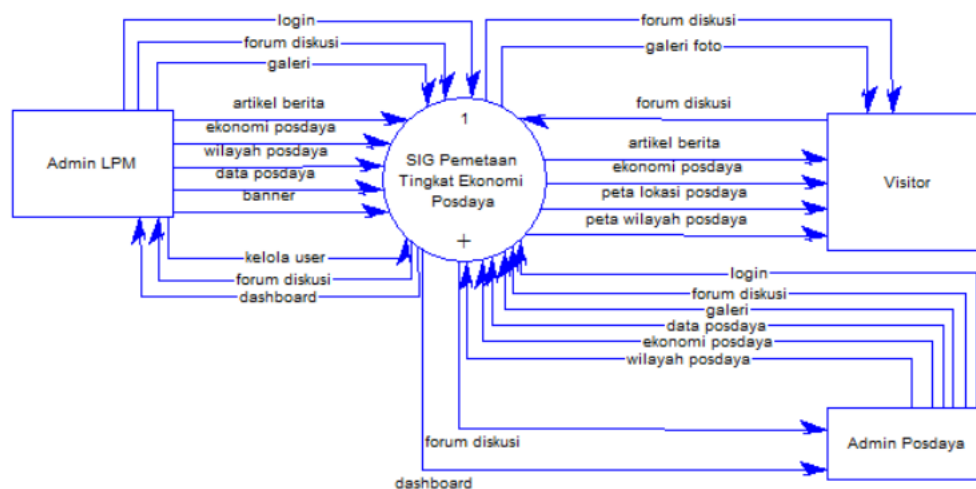 login
forum diskusi
galeri
artikel berita
ekonomi posdaya
wilayah posdaya
data posdaya
banner
kelola user
forum diskusi
dashboard
Admin LPM
1
SIG Pemetaan
Tingkat Ekonomi
Posdaya
+
forum diskusi
galeri foto
forum diskusi
artikel berita
ekonomi posdaya
peta lokasi posdaya
peta wilayah posdaya
Visitor
login
forum diskusi
galeri
data posdaya
ekonomi posdaya
wilayah posdaya
forum diskusi
dashboard
Admin Posdaya